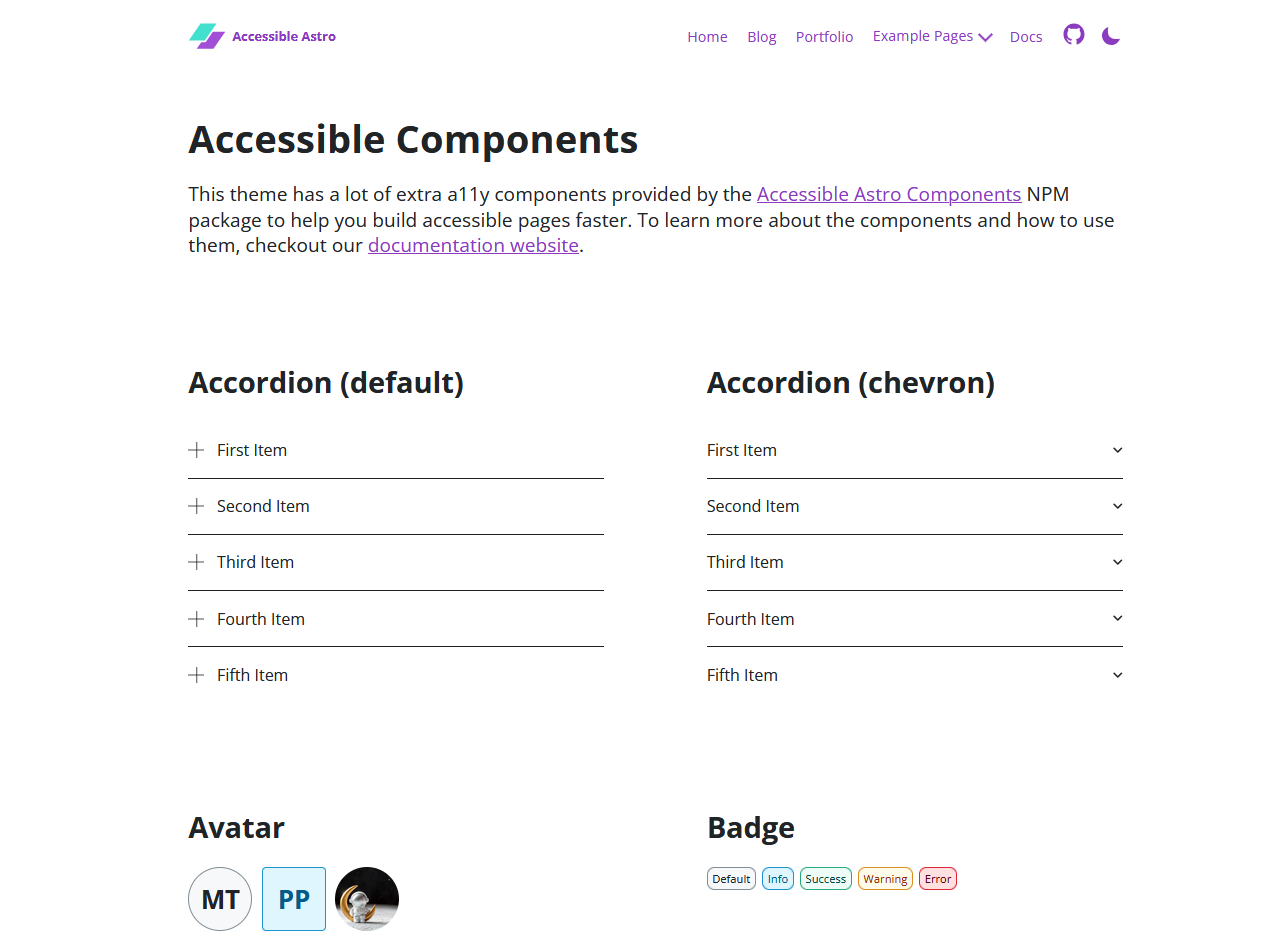 Accessible Astro
Home Blog Portfolio Example Pages Docs
Accessible Components
This theme has a lot of extra a11y components provided by the Accessible Astro Components NPM
package to help you build accessible pages faster. To learn more about the components and how to use
them, checkout our documentation website.
Accordion (default)
First Item
Second Item
Third Item
Fourth Item
Fifth Item
Accordion (chevron)
First Item
Second Item
Third Item
Fourth Item
Fifth Item
Avatar
MT PP
Badge
Default Info Success Warning Error